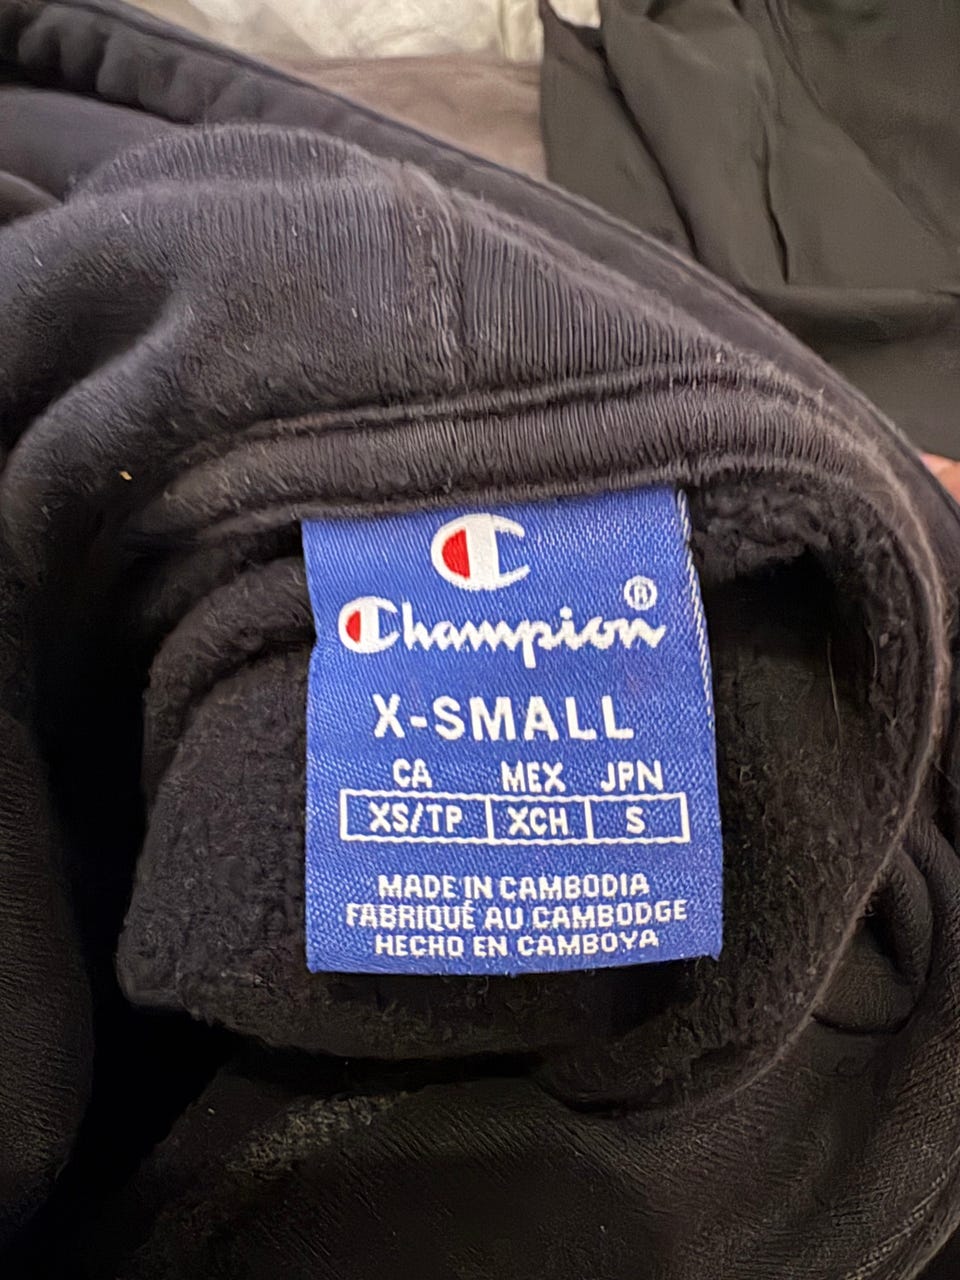 Champion®
X-SMALL
CA MEX JPN
XS/TP XCH S
MADE IN CAMBODIA
FABRIQUÉ AU CAMBODGE
HECHO EN CAMBOYA